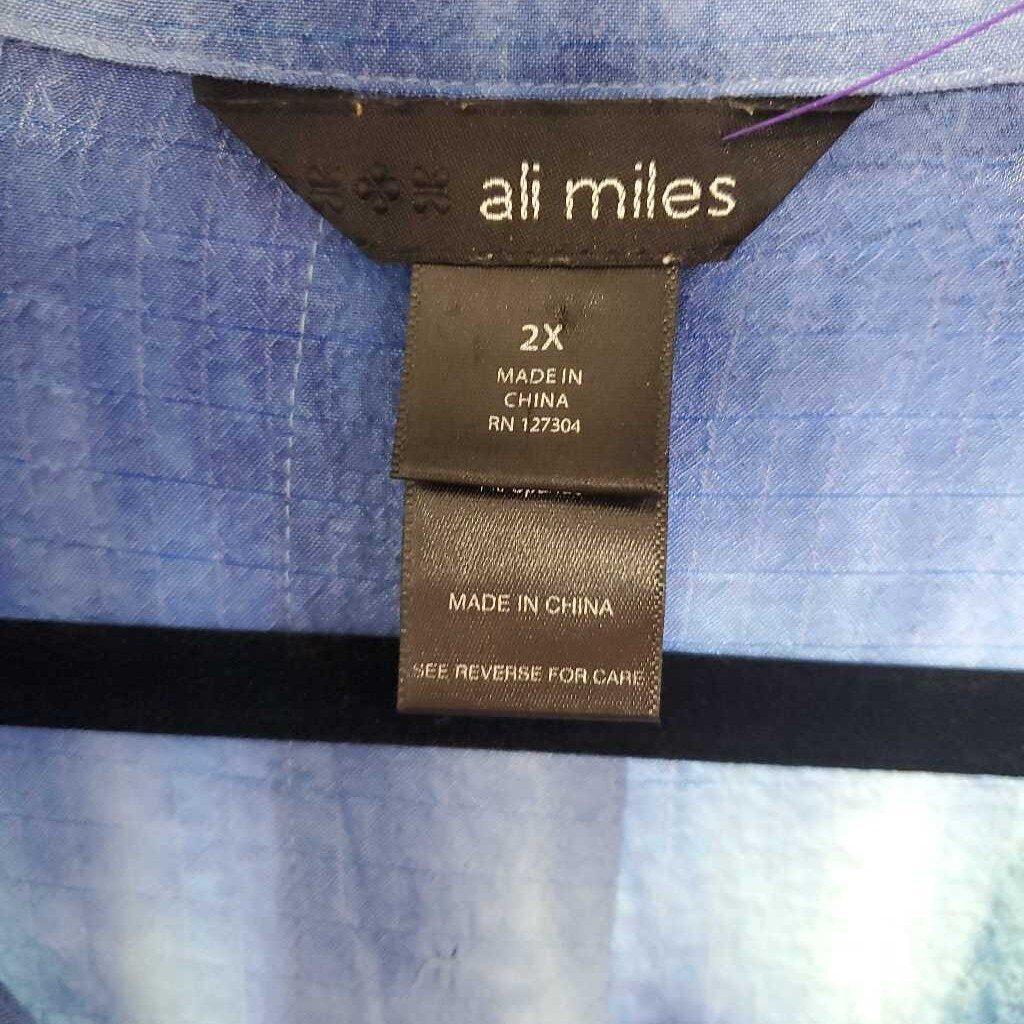 ali miles
2X
MADE IN
CHINA
RN 127304
MADE IN CHINA
SEE REVERSE FOR CARE